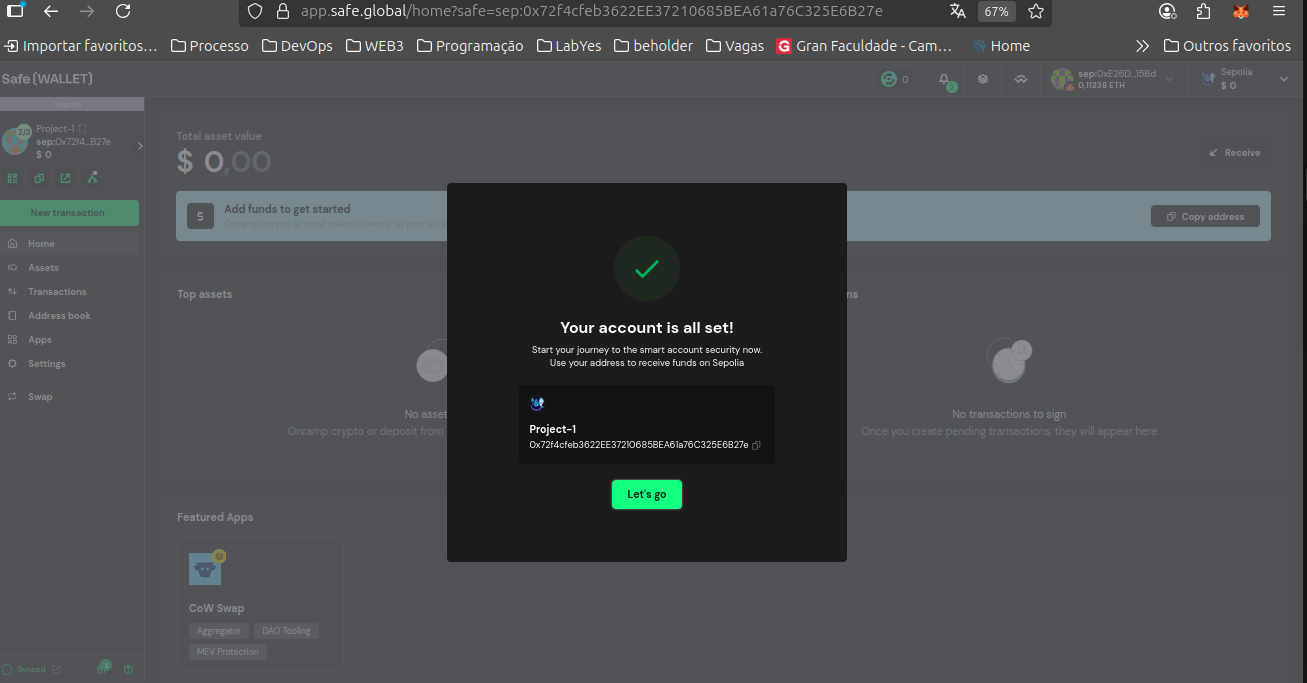 app.safe.global/home?safe=sep:0x72f4cfeb3622EE37210685BEA61a76C325E6B27e
67%
Importar favoritos…
Processo
DevOps
WEB3
Programação
LabYes
beholder
Vagas
Gran Faculdade - Cam…
Home
Outros favoritos
Safe{WALLET}
0
2
sep:0xE26D...15Bd
0,11238 ETH
Sepolia
$ 0
Sepolia
2/3
Project-1
sep:0x72f4...B27e
$ 0
New transaction
Home
Assets
Transactions
Address book
Apps
Settings
Swap
Synced
1
Total asset value
$ 0,00
Receive
Add funds to get started
Onramp crypto or send tokens directly to your addr
Copy address
Top assets
No asset
Onramp crypto or deposit from
ns
No transactions to sign
Once you create pending transactions, they will appear here
Featured Apps
CoW Swap
Aggregator
DAO Tooling
MEV Protection
Your account is all set!
Start your journey to the smart account security now.
Use your address to receive funds on Sepolia
Project-1
0x72f4cfeb3622EE37210685BEA61a76C325E6B27e
Let's go